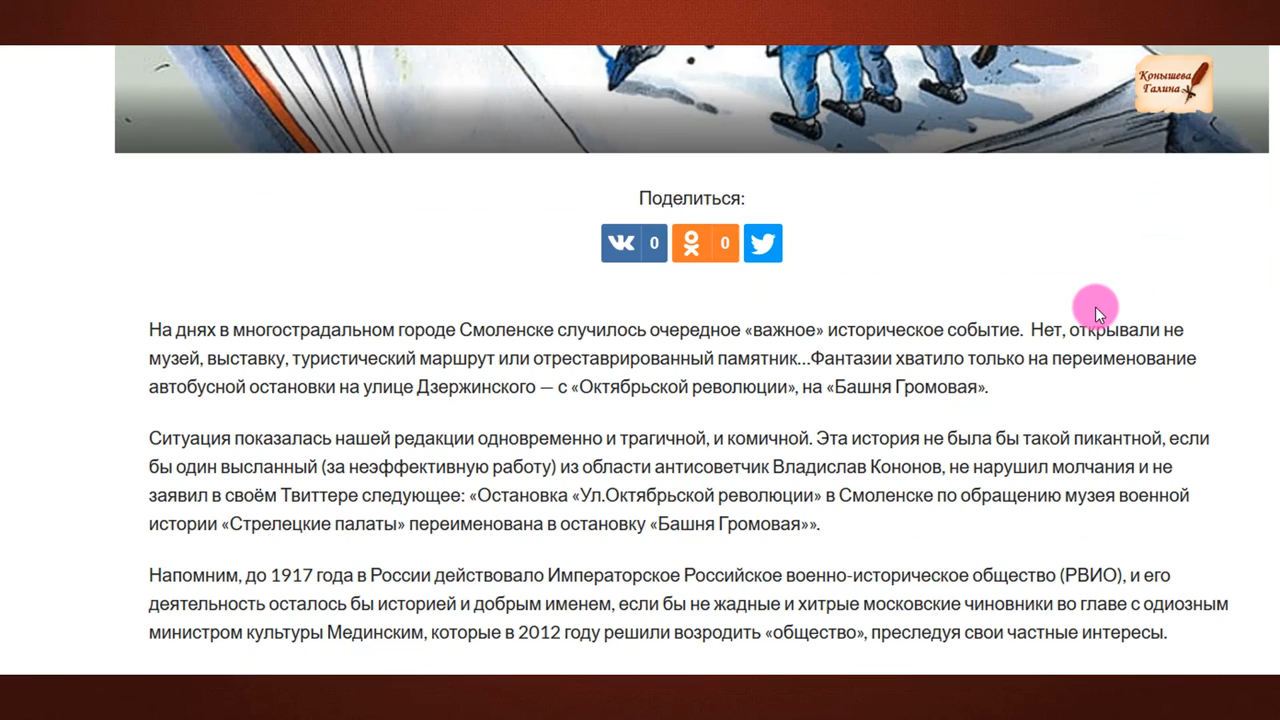 Конышева
Галина
Поделиться:
0
0
На днях в многострадальном городе Смоленске случилось очередное «важное» историческое событие. Нет, открывали не
музей, выставку, туристический маршрут или отреставрированный памятник...Фантазии хватило только на переименование
автобусной остановки на улице Дзержинского — с «Октябрьской революции», на «Башня Громовая».
Ситуация показалась нашей редакции одновременно и трагичной, и комичной. Эта история не была бы такой пикантной, если
бы один высланный (за неэффективную работу) из области антисоветчик Владислав Кононов, не нарушил молчания и не
заявил в своём Твиттере следующее: «Остановка «Ул.Октябрьской революции» в Смоленске по обращению музея военной
истории «Стрелецкие палаты» переименована в остановку «Башня Громовая»».
Напомним, до 1917 года в России действовало Императорское Российское военно-историческое общество (РВИО), и его
деятельность осталось бы историей и добрым именем, если бы не жадные и хитрые московские чиновники во главе с одиозным
министром культуры Мединским, которые в 2012 году решили возродить «общество», преследуя свои частные интересы.